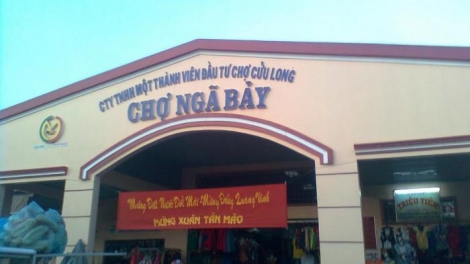 CTY TNHH MỘT THÀNH VIÊN ĐẦU TƯ CHỢ CỬU LONG
CHỢ NGÃ BẢY
Mừng Đất Nước Đổi Mới - Mừng Đảng Quang Vinh
MỪNG XUÂN TÂN MÃO
TRIỀU TIÊN